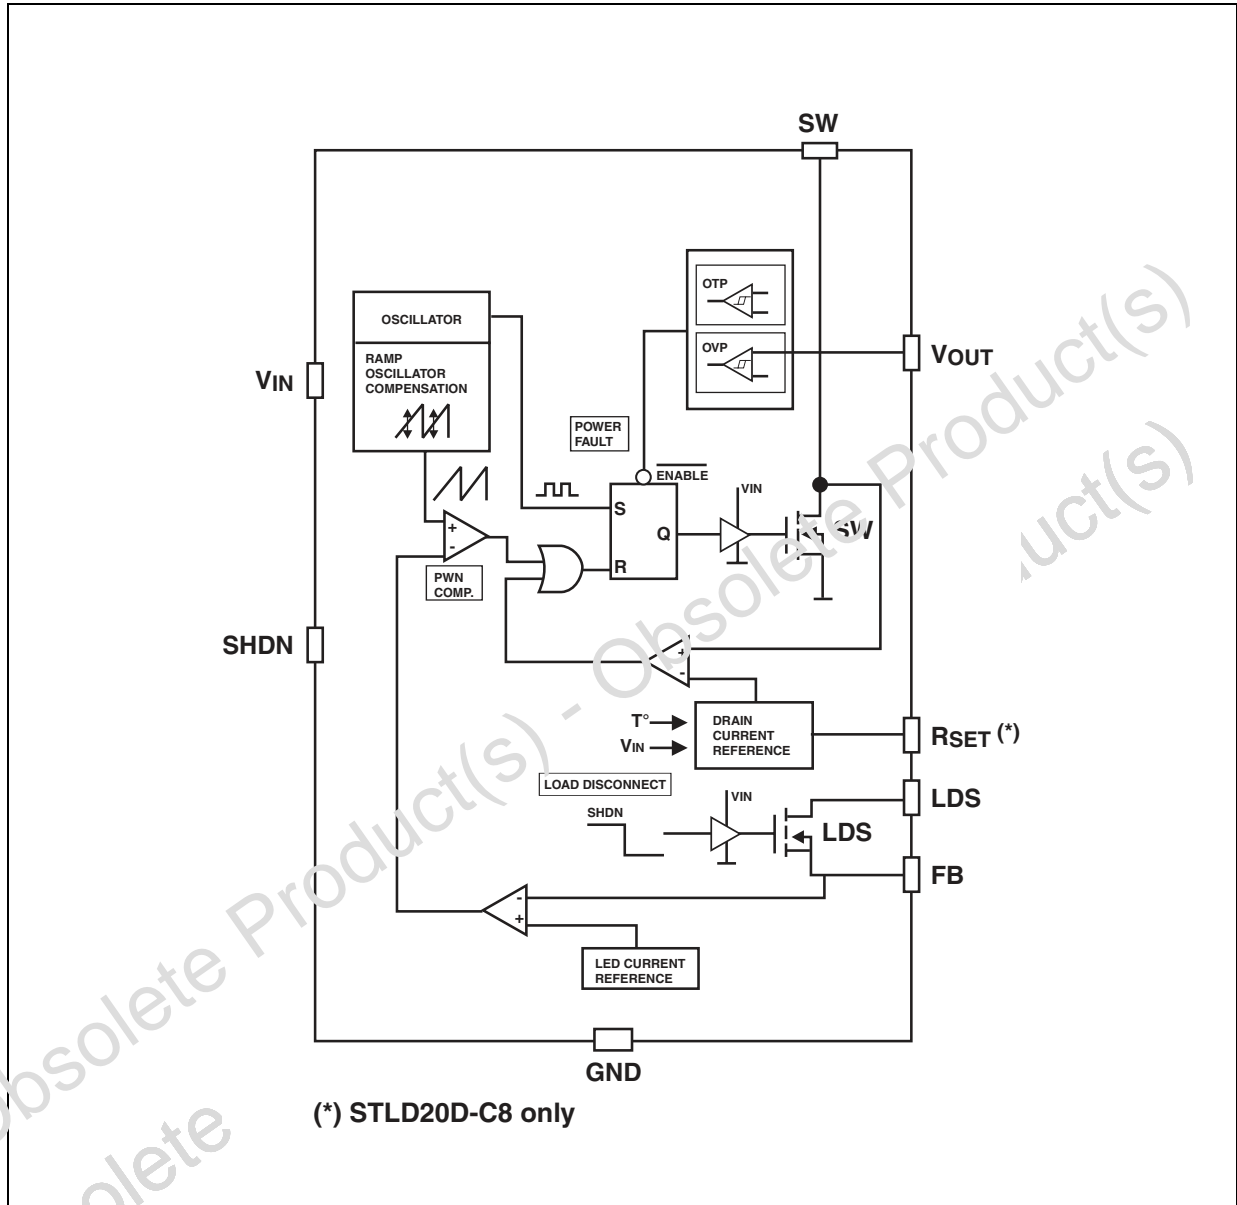 SW
OTP
OSCILLATOR
OVP
VOUT
RAMP
OSCILLATOR
COMPENSATION
VIN
POWER
FAULT
ENABLE
VIN
S
Q
SW
+
-
R
PWN
COMP.
SHDN
+
-
T°
DRAIN
CURRENT
REFERENCE
RSET (*)
VIN
LOAD DISCONNECT
VIN
LDS
SHDN
LDS
FB
-
+
LED CURRENT
REFERENCE
GND
(*) STLD20D-C8 only
Obsolete Product(s) - Obsolete Product(s)
olete
uct(s)